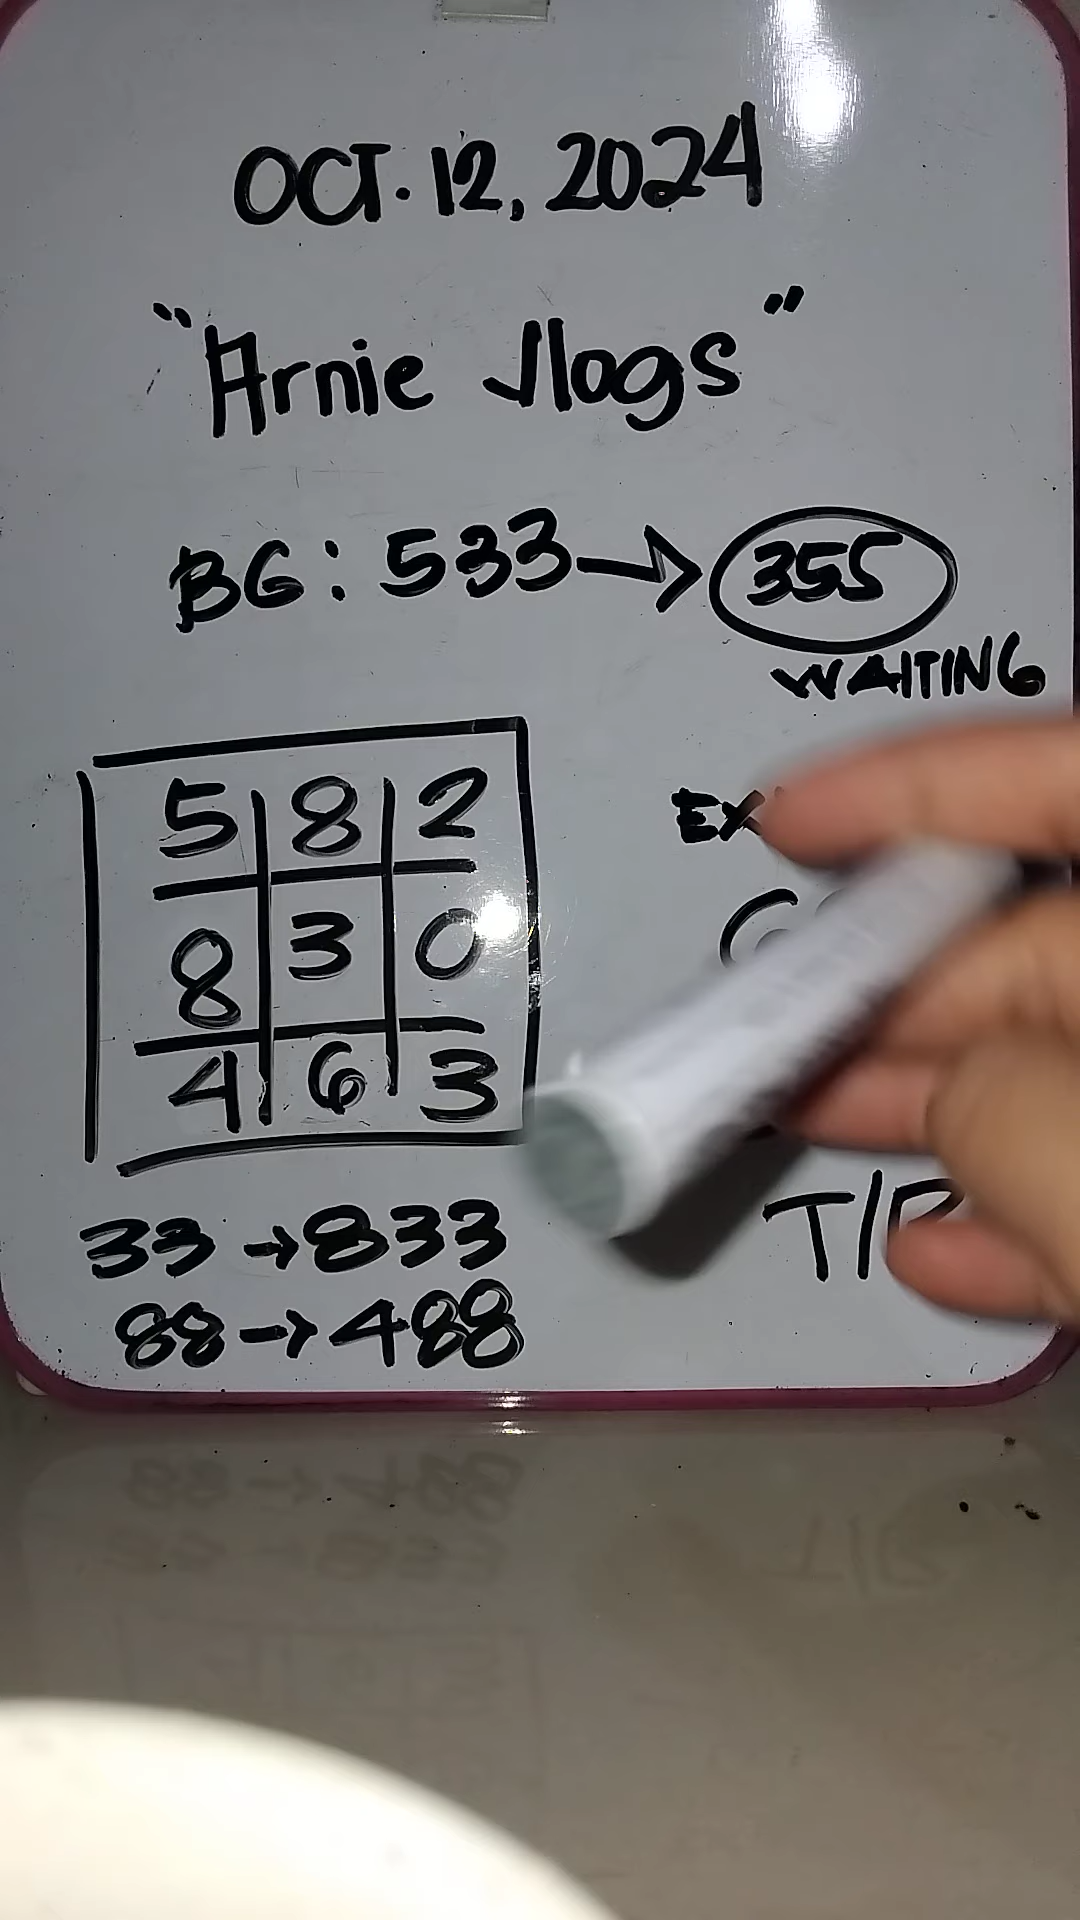 OCT. 12, 2024
"Arnie Vlogs"
BG: 533→355
WAITING
5 8 2
8 3 0
4 6 3
33→833
88→488